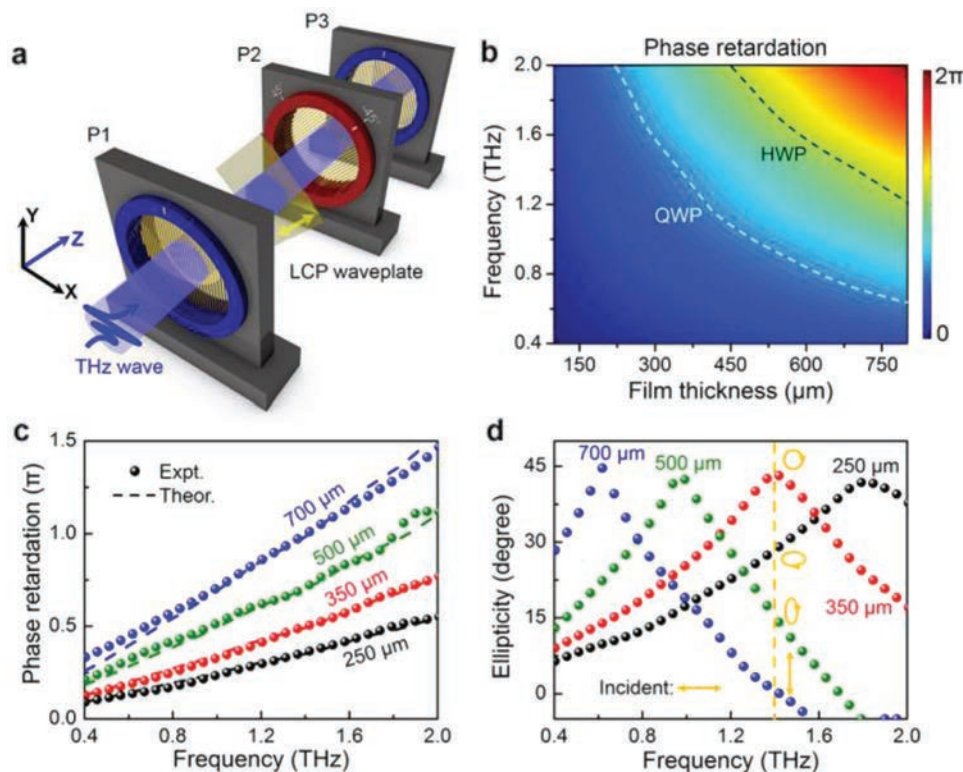 a
P1
P2
P3
45°
-45°
Y
Z
X
LCP waveplate
THz wave
b
Phase retardation
2π
0
HWP
QWP
Frequency (THz)
2.0
1.6
1.2
0.8
0.4
150
300
450
600
750
Film thickness (μm)
c
Expt.
Theor.
700 μm
500 μm
350 μm
250 μm
Phase retardation (π)
1.5
1.0
0.5
0.0
0.4
0.8
1.2
1.6
2.0
Frequency (THz)
d
700 μm
500 μm
250 μm
350 μm
Incident:
Ellipticity (degree)
45
30
15
0
0.4
0.8
1.2
1.6
2.0
Frequency (THz)